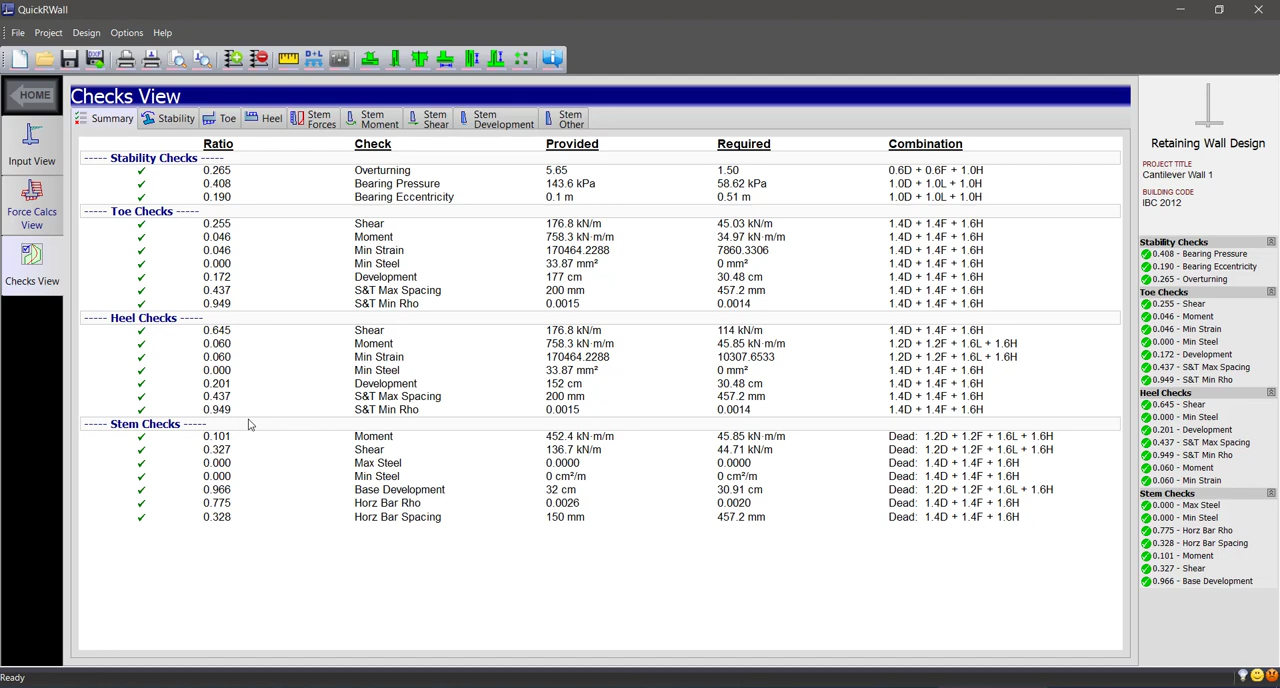 QuickRWall
File Project Design Options Help
DXF D+L
HOME
Input View
Force Calcs
View
Checks View
Checks View
Summary Stability Toe Heel Stem Forces Stem Moment Stem Shear Stem Development Stem Other
Ratio Check Provided Required Combination
----- Stability Checks -----
✓ 0.265 Overturning 5.65 1.50 0.6D + 0.6F + 1.0H
✓ 0.408 Bearing Pressure 143.6 kPa 58.62 kPa 1.0D + 1.0L + 1.0H
✓ 0.190 Bearing Eccentricity 0.1 m 0.51 m 1.0D + 1.0L + 1.0H
----- Toe Checks -----
✓ 0.255 Shear 176.8 kN/m 45.03 kN/m 1.4D + 1.4F + 1.6H
✓ 0.046 Moment 758.3 kN·m/m 34.97 kN·m/m 1.4D + 1.4F + 1.6H
✓ 0.046 Min Strain 170464.2288 7860.3306 1.4D + 1.4F + 1.6H
✓ 0.000 Min Steel 33.87 mm² 0 mm² 1.4D + 1.4F + 1.6H
✓ 0.172 Development 177 cm 30.48 cm 1.4D + 1.4F + 1.6H
✓ 0.437 S&T Max Spacing 200 mm 457.2 mm 1.4D + 1.4F + 1.6H
✓ 0.949 S&T Min Rho 0.0015 0.0014 1.4D + 1.4F + 1.6H
----- Heel Checks -----
✓ 0.645 Shear 176.8 kN/m 114 kN/m 1.4D + 1.4F + 1.6H
✓ 0.060 Moment 758.3 kN·m/m 45.85 kN·m/m 1.2D + 1.2F + 1.6L + 1.6H
✓ 0.060 Min Strain 170464.2288 10307.6533 1.2D + 1.2F + 1.6L + 1.6H
✓ 0.000 Min Steel 33.87 mm² 0 mm² 1.4D + 1.4F + 1.6H
✓ 0.201 Development 152 cm 30.48 cm 1.4D + 1.4F + 1.6H
✓ 0.437 S&T Max Spacing 200 mm 457.2 mm 1.4D + 1.4F + 1.6H
✓ 0.949 S&T Min Rho 0.0015 0.0014 1.4D + 1.4F + 1.6H
----- Stem Checks -----
✓ 0.101 Moment 452.4 kN·m/m 45.85 kN·m/m Dead: 1.2D + 1.2F + 1.6L + 1.6H
✓ 0.327 Shear 136.7 kN/m 44.71 kN/m Dead: 1.2D + 1.2F + 1.6L + 1.6H
✓ 0.000 Max Steel 0.0000 0.0000 Dead: 1.4D + 1.4F + 1.6H
✓ 0.000 Min Steel 0 cm²/m 0 cm²/m Dead: 1.4D + 1.4F + 1.6H
✓ 0.966 Base Development 32 cm 30.91 cm Dead: 1.2D + 1.2F + 1.6L + 1.6H
✓ 0.775 Horz Bar Rho 0.0026 0.0020 Dead: 1.4D + 1.4F + 1.6H
✓ 0.328 Horz Bar Spacing 150 mm 457.2 mm Dead: 1.4D + 1.4F + 1.6H
Retaining Wall Design
PROJECT TITLE
Cantilever Wall 1
BUILDING CODE
IBC 2012
Stability Checks
0.408 - Bearing Pressure
0.190 - Bearing Eccentricity
0.265 - Overturning
Toe Checks
0.255 - Shear
0.046 - Moment
0.046 - Min Strain
0.000 - Min Steel
0.172 - Development
0.437 - S&T Max Spacing
0.949 - S&T Min Rho
Heel Checks
0.645 - Shear
0.000 - Min Steel
0.201 - Development
0.437 - S&T Max Spacing
0.949 - S&T Min Rho
0.060 - Moment
0.060 - Min Strain
Stem Checks
0.000 - Max Steel
0.000 - Min Steel
0.775 - Horz Bar Rho
0.328 - Horz Bar Spacing
0.101 - Moment
0.327 - Shear
0.966 - Base Development
Ready